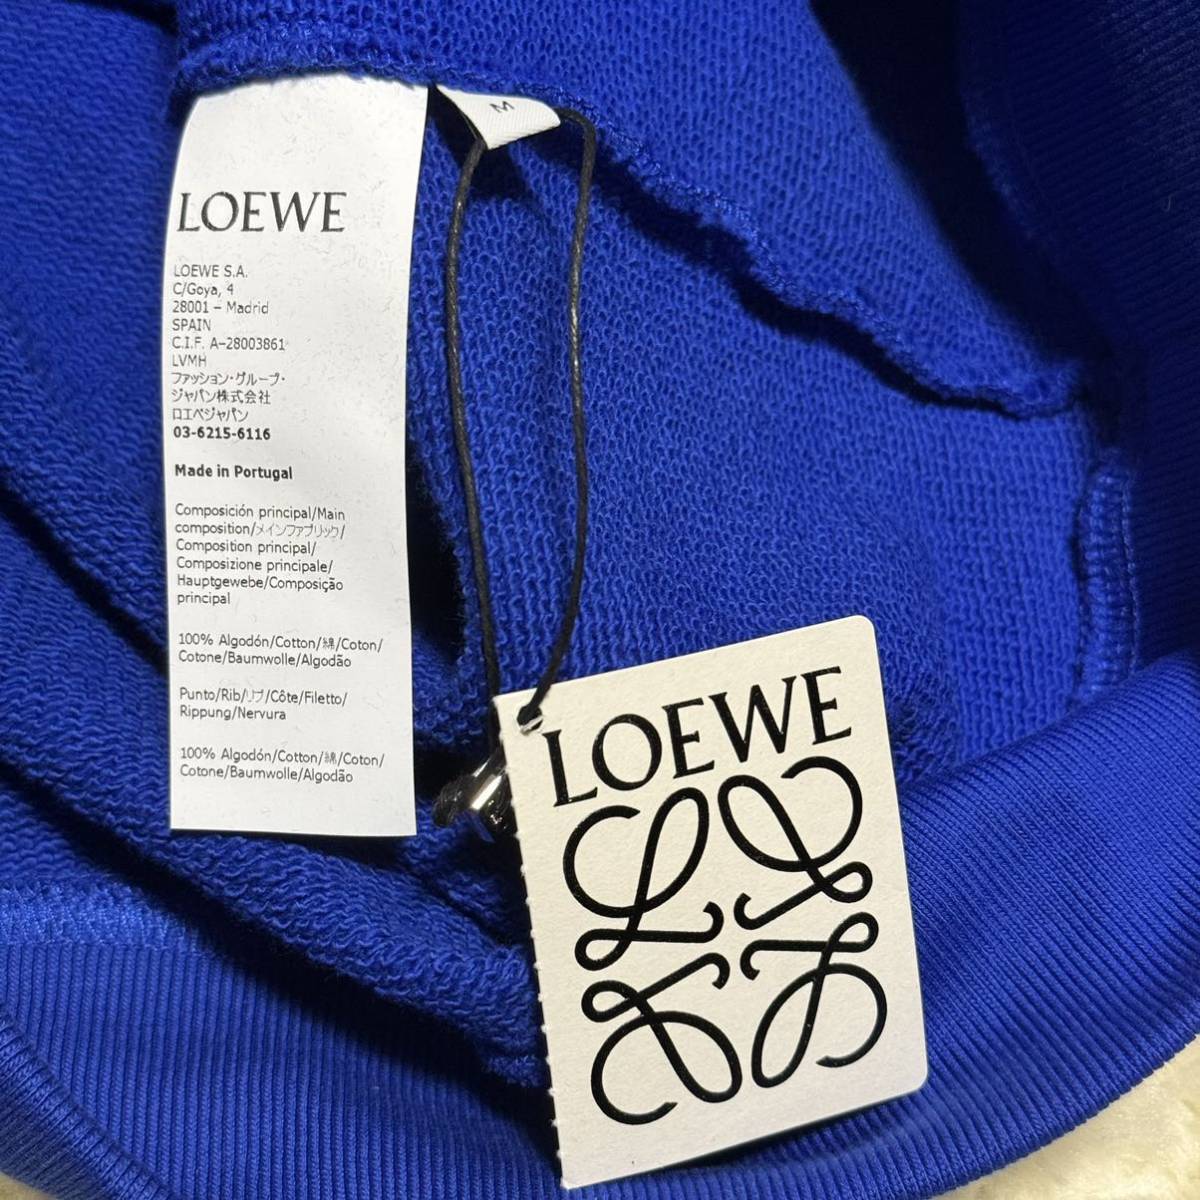 M
LOEWE
LOEWE S.A.
C/Goya, 4
28001 – Madrid
SPAIN
C.I.F. A-28003861
LVMH
ファッション・グループ・
ジャパン株式会社
ロエベジャパン
03-6215-6116
Made in Portugal
Composición principal/Main
composition/メインファブリック/
Composition principal/
Composizione principale/
Hauptgewebe/Composição
principal
100% Algodón/Cotton/綿/Coton/
Cotone/Baumwolle/Algodão
Punto/Rib/リブ/Côte/Filetto/
Rippung/Nervura
100% Algodón/Cotton/綿/Coton/
Cotone/Baumwolle/Algodão
LOEWE